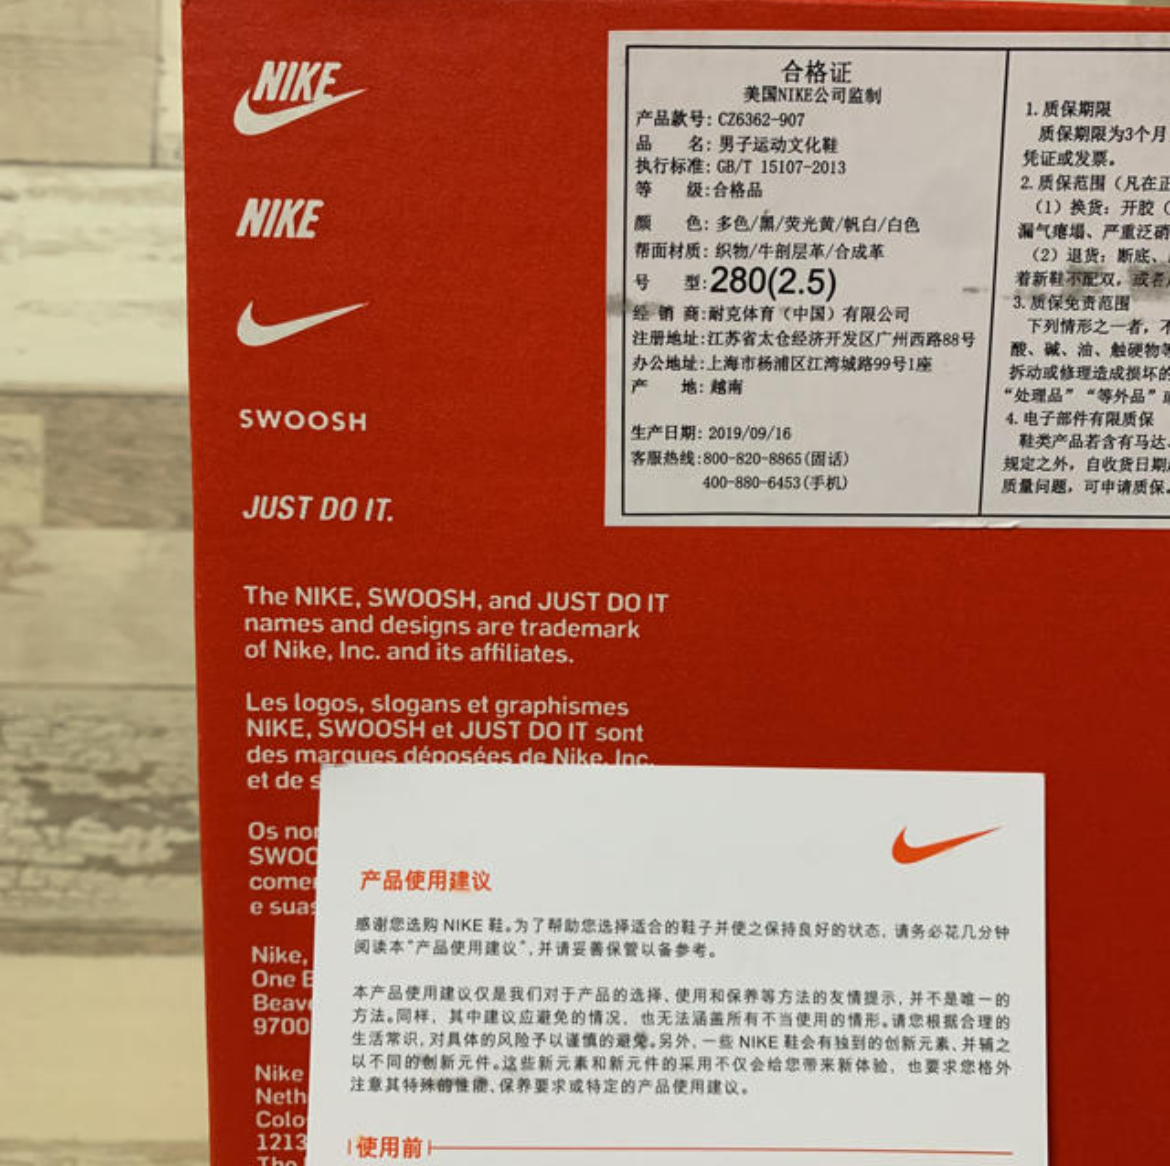 NIKE
NIKE
SWOOSH
JUST DO IT.
The NIKE, SWOOSH, and JUST DO IT
names and designs are trademark
of Nike, Inc. and its affiliates.
Les logos, slogans et graphismes
NIKE, SWOOSH et JUST DO IT sont
des marques déposées de Nike, Inc.
et de s
Os nor
SWOO
comer
e suas
Nike,
One B
Beave
9700
Nike
Neth
Colo
1213
The
合格证
美国NIKE公司监制
产品款号: CZ6362-907
品 名: 男子运动文化鞋
执行标准: GB/T 15107-2013
等 级:合格品
颜 色: 多色/黑/荧光黄/帆白/白色
帮面材质: 织物/牛剖层革/合成革
号 型:280(2.5)
经 销 商:耐克体育（中国）有限公司
注册地址:江苏省太仓经济开发区广州西路88号
办公地址:上海市杨浦区江湾城路99号1座
产 地: 越南
生产日期: 2019/09/16
客服热线:800-820-8865(固话)
400-880-6453(手机)
1. 质保期限
质保期限为3个月
凭证或发票。
2. 质保范围（凡在正
（1）换货: 开胶（
漏气瘪塌、严重泛硝
（2）退货: 断底、
着新鞋不配双，或者
3. 质保免责范围
下列情形之一者，不
酸、碱、油、触硬物等
拆动或修理造成损坏的
“处理品”“等外品”或
4. 电子部件有限质保
鞋类产品若含有马达、
规定之外，自收货日期
质量问题，可申请质保。
产品使用建议
感谢您选购 NIKE 鞋。为了帮助您选择适合的鞋子并使之保持良好的状态，请务必花几分钟
阅读本“产品使用建议”，并请妥善保管以备参考。
本产品使用建议仅是我们对于产品的选择、使用和保养等方法的友情提示，并不是唯一的
方法。同样，其中建议应避免的情况，也无法涵盖所有不当使用的情形。请您根据合理的
生活常识，对具体的风险予以谨慎的避免。另外，一些 NIKE 鞋会有独到的创新元素、并辅之
以不同的创新元件。这些新元素和新元件的采用不仅会给您带来新体验，也要求您格外
注意其特殊的性能、保养要求或特定的产品使用建议。
使用前